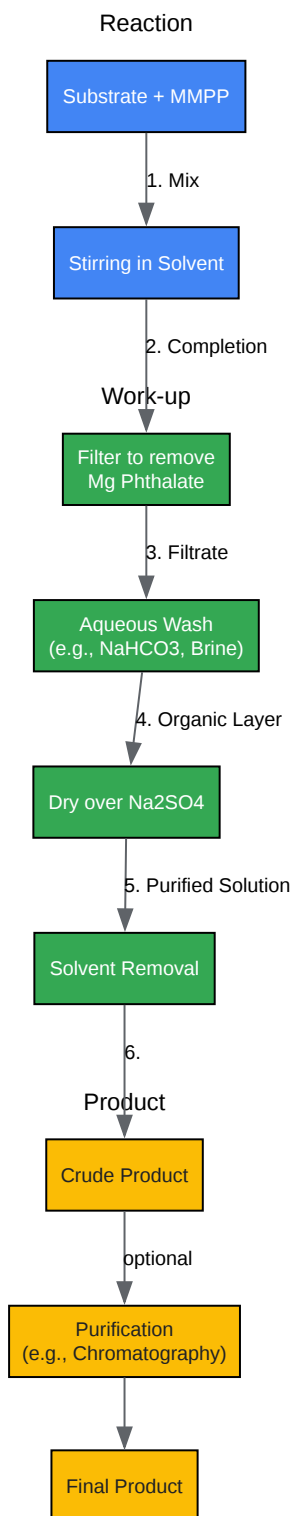 Reaction
Substrate + MMPP
1. Mix
Stirring in Solvent
2. Completion
Work-up
Filter to remove
Mg Phthalate
3. Filtrate
Aqueous Wash
(e.g., NaHCO3, Brine)
4. Organic Layer
Dry over Na2SO4
5. Purified Solution
Solvent Removal
6.
Product
Crude Product
optional
Purification
(e.g., Chromatography)
Final Product